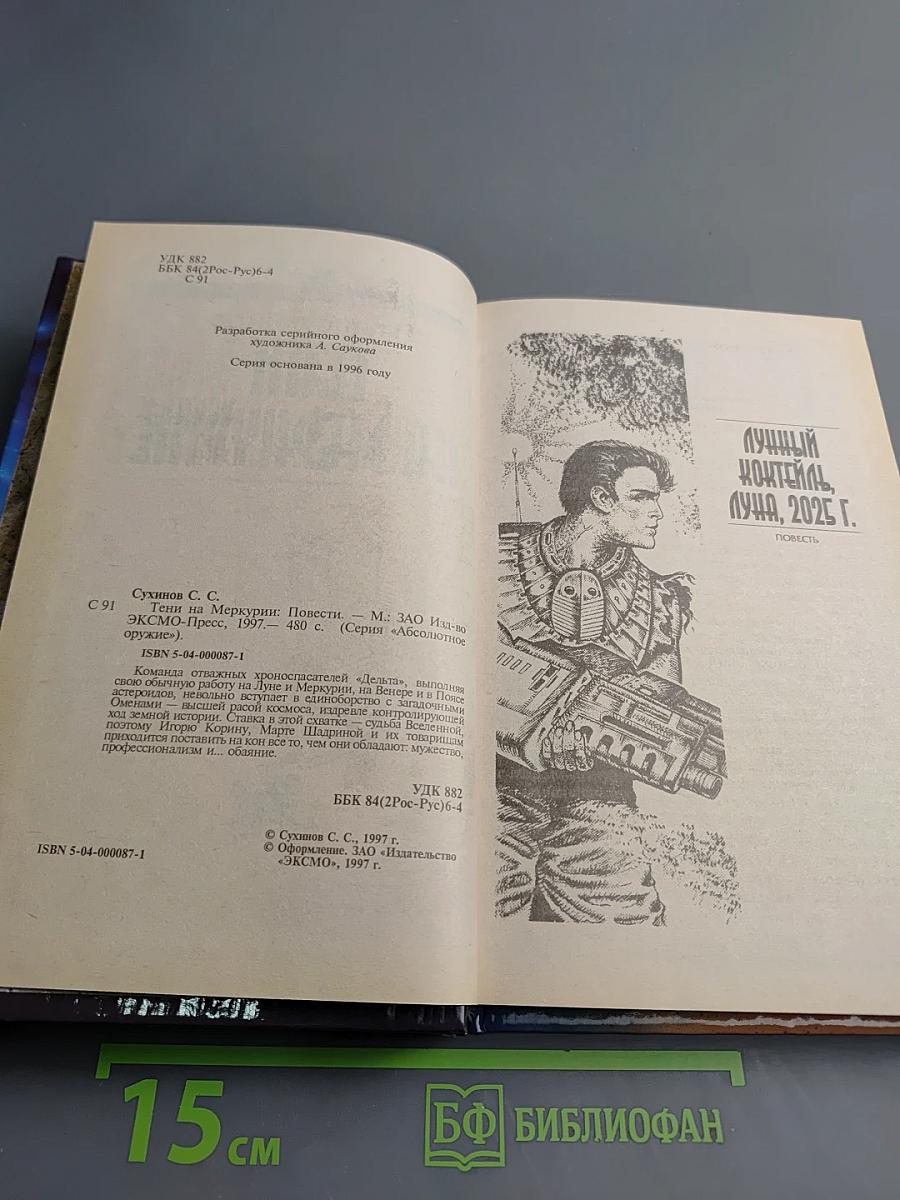 УДК 882
ББК 84(2Рос-Рус)6-4
С 91
Разработка серийного оформления
художника А. Саукова
Серия основана в 1996 году
Сухинов С. С.
С 91 Тени на Меркурии: Повести. — М.: ЗАО Изд-во
ЭКСМО-Пресс, 1997.— 480 с. (Серия «Абсолютное
оружие»).
ISBN 5-04-000087-1
Команда отважных хроноспасателей «Дельта», выполняя
свою обычную работу на Луне и Меркурии, на Венере и в Поясе
астероидов, невольно вступает в единоборство с загадочными
Оменами — высшей расой космоса, издревле контролирующей
ход земной истории. Ставка в этой схватке — судьба Вселенной,
поэтому Игорю Корину, Марте Шадриной и их товарищам
приходится поставить на кон все то, чем они обладают: мужество,
профессионализм и... обаяние.
УДК 882
ББК 84(2Рос-Рус)6-4
© Сухинов С. С., 1997 г.
© Оформление. ЗАО «Издательство
«ЭКСМО», 1997 г.
ISBN 5-04-000087-1
ЛУННЫЙ
КОКТЕЙЛЬ,
ЛУНА, 2025 Г.
ПОВЕСТЬ
15 СМ
БФ БИБЛИОФАН